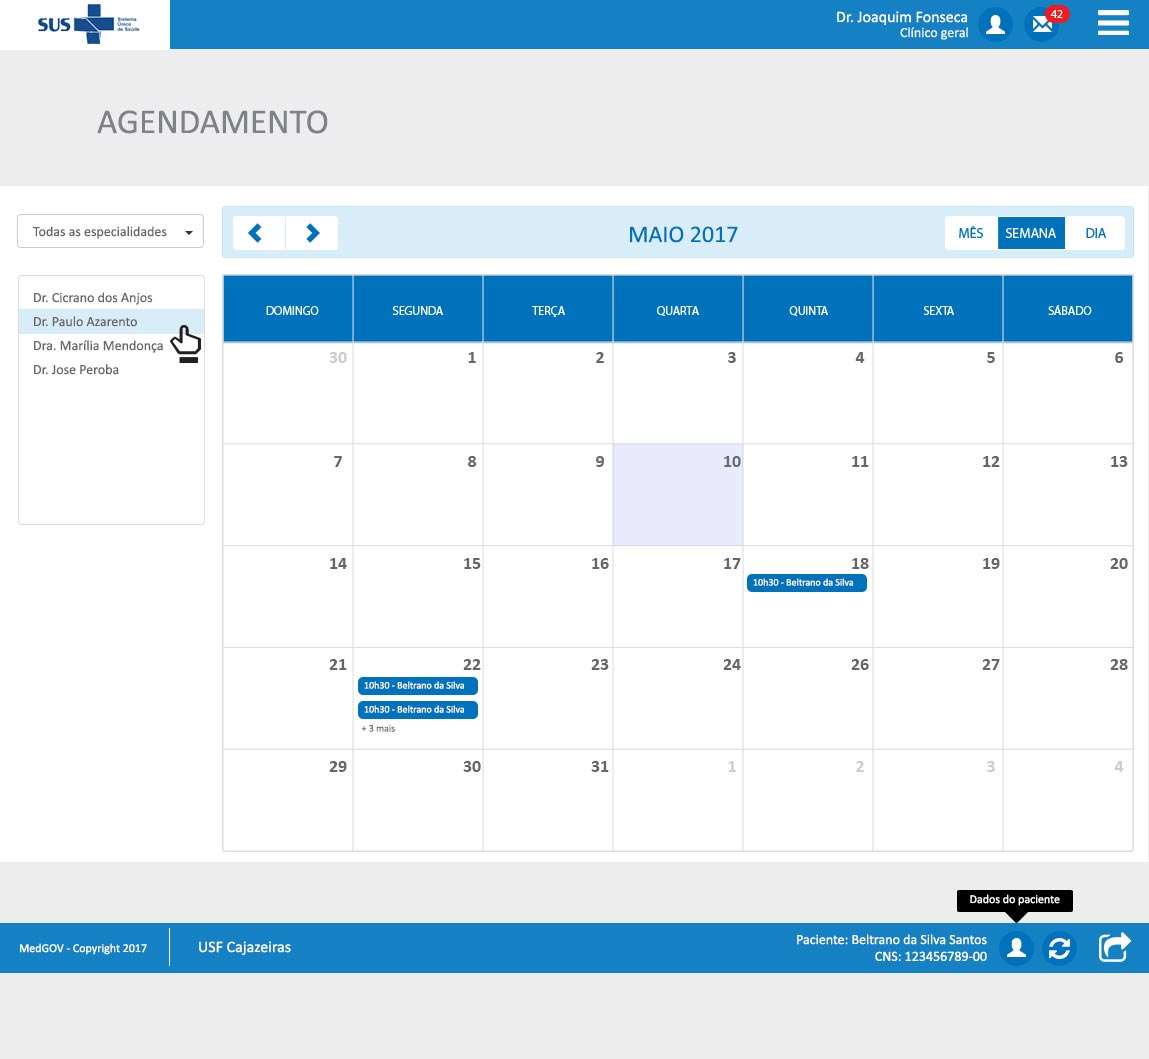 SUS
Sistema
Único
de Saúde
Dr. Joaquim Fonseca
Clínico geral
42
AGENDAMENTO
Todas as especialidades
Dr. Cicrano dos Anjos
Dr. Paulo Azarento
Dra. Marília Mendonça
Dr. Jose Peroba
MAIO 2017
MÊS SEMANA DIA
DOMINGO SEGUNDA TERÇA QUARTA QUINTA SEXTA SÁBADO
30 1 2 3 4 5 6
7 8 9 10 11 12 13
14 15 16 17 18 19 20
10h30 - Beltrano da Silva
21 22 23 24 26 27 28
10h30 - Beltrano da Silva
10h30 - Beltrano da Silva
+ 3 mais
29 30 31 1 2 3 4
Dados do paciente
MedGOV - Copyright 2017
USF Cajazeiras
Paciente: Beltrano da Silva Santos
CNS: 123456789-00